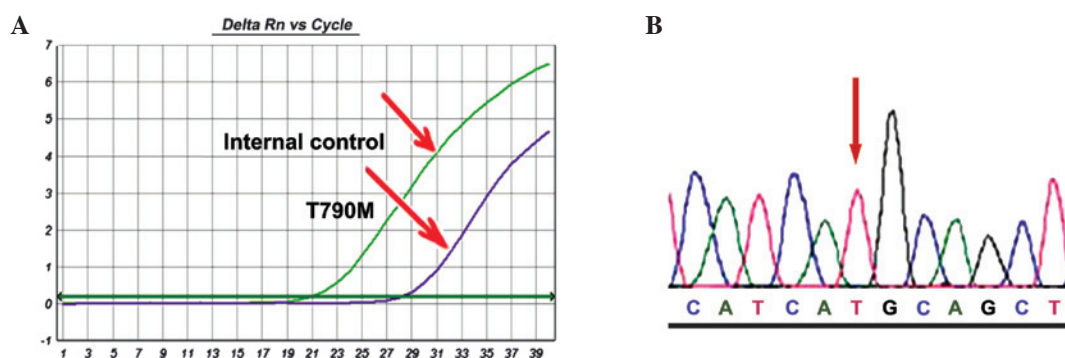 A
Delta Rn vs Cycle
7
6
5
4
3
2
1
0
-1
Internal control
T790M
1 3 5 7 9 11 13 15 17 19 21 23 25 27 29 31 33 35 37 39
B
C A T C A T G C A G C T